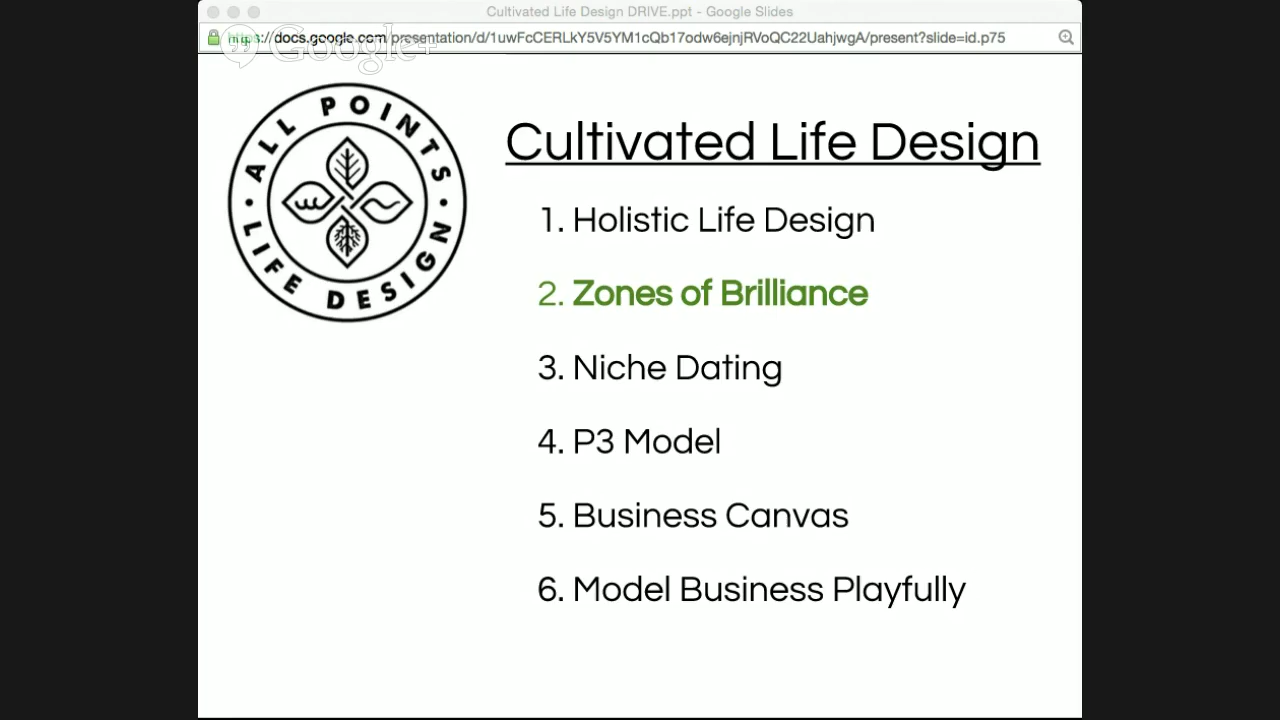 Cultivated Life Design DRIVE.ppt - Google Slides
https://docs.google.com/presentation/d/1uwFcCERLkY5V5YM1cQb17odw6ejnjRVoQC22UahjwgA/present?slide=id.p75
Google+
ALL POINTS
LIFE DESIGN
Cultivated Life Design
1. Holistic Life Design
2. Zones of Brilliance
3. Niche Dating
4. P3 Model
5. Business Canvas
6. Model Business Playfully